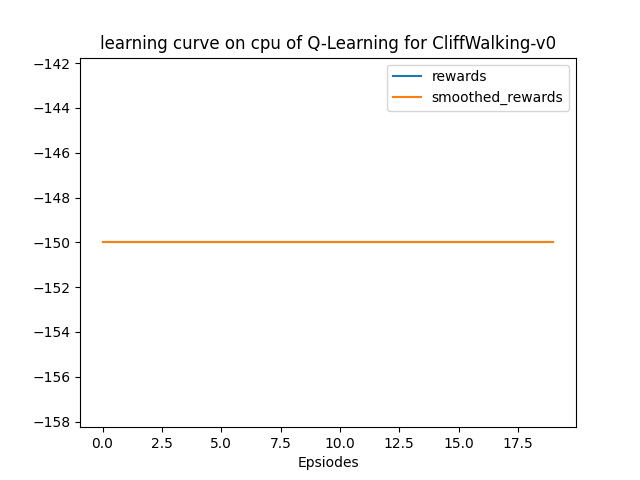 learning curve on cpu of Q-Learning for CliffWalking-v0
rewards
smoothed_rewards
−142
−144
−146
−148
−150
−152
−154
−156
−158
0.0 2.5 5.0 7.5 10.0 12.5 15.0 17.5
Epsiodes